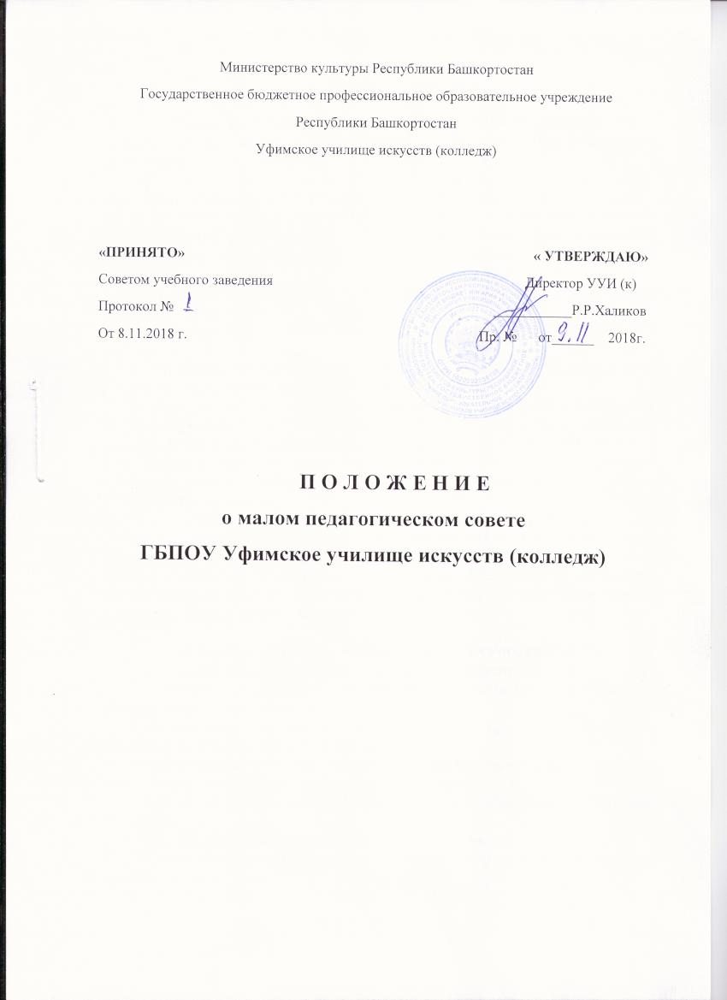 Министерство культуры Республики Башкортостан
Государственное бюджетное профессиональное образовательное учреждение
Республики Башкортостан
Уфимское училище искусств (колледж)
«ПРИНЯТО»
Советом учебного заведения
Протокол № 1
От 8.11.2018 г.
« УТВЕРЖДАЮ»
Директор УУИ (к)
___________Р.Р.Халиков
Пр. № от 9.11 2018г.
П О Л О Ж Е Н И Е
о малом педагогическом совете
ГБПОУ Уфимское училище искусств (колледж)